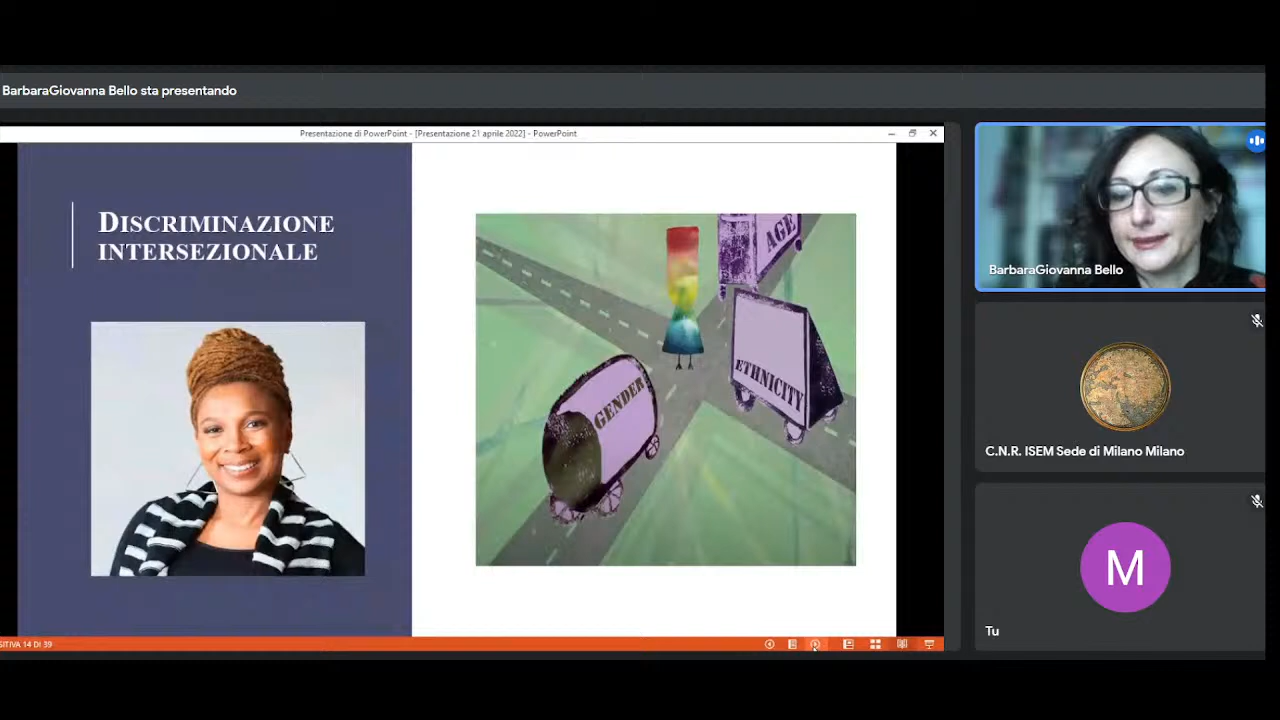 BarbaraGiovanna Bello sta presentando
Presentazione di PowerPoint - [Presentazione 21 aprile 2022] - PowerPoint
DISCRIMINAZIONE
INTERSEZIONALE
AGE
ETHNICITY
GENDER
BarbaraGiovanna Bello
C.N.R. ISEM Sede di Milano Milano
M
Tu
SITIVA 14 DI 39